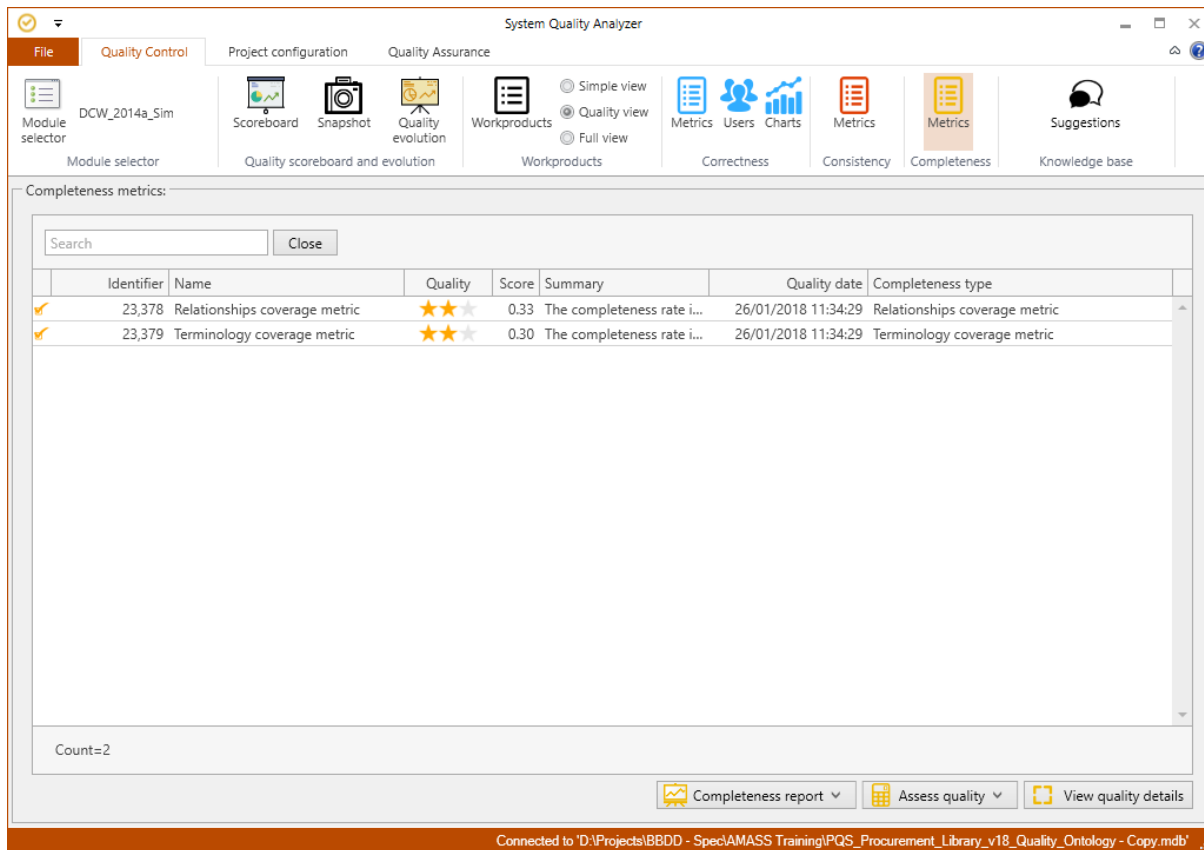 System Quality Analyzer
File Quality Control Project configuration Quality Assurance
Module selector DCW_2014a_Sim Scoreboard Snapshot Quality evolution Workproducts Simple view Quality view Full view Metrics Users Charts Metrics Metrics Suggestions
Module selector Quality scoreboard and evolution Workproducts Correctness Consistency Completeness Knowledge base
Completeness metrics:
Search Close
Identifier Name Quality Score Summary Quality date Completeness type
23,378 Relationships coverage metric 0.33 The completeness rate i... 26/01/2018 11:34:29 Relationships coverage metric
23,379 Terminology coverage metric 0.30 The completeness rate i... 26/01/2018 11:34:29 Terminology coverage metric
Count=2
Completeness report Assess quality View quality details
Connected to 'D:\Projects\BBDD - Spec\AMASS Training\PQS_Procurement_Library_v18_Quality_Ontology - Copy.mdb'